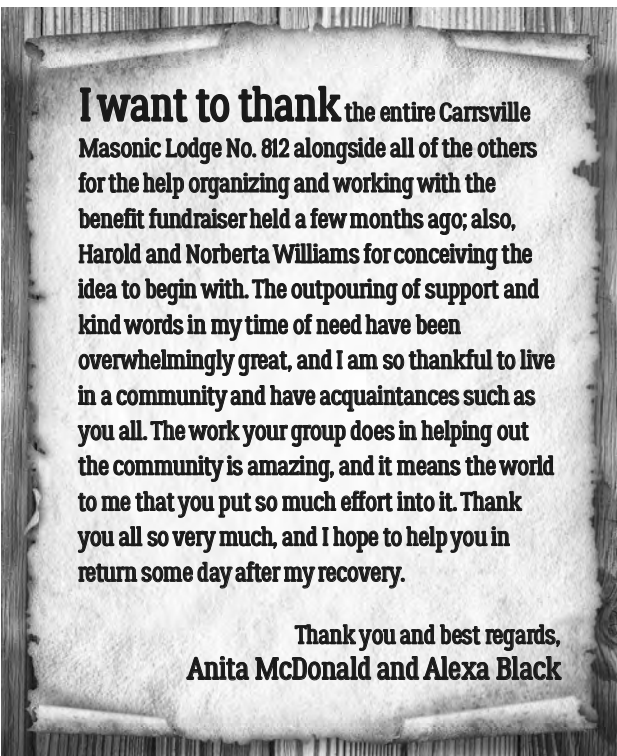 I want to thank the entire Carrsville
Masonic Lodge No. 812 alongside all of the others
for the help organizing and working with the
benefit fundraiser held a few months ago; also,
Harold and Norberta Williams for conceiving the
idea to begin with. The outpouring of support and
kind words in my time of need have been
overwhelmingly great, and I am so thankful to live
in a community and have acquaintances such as
you all. The work your group does in helping out
the community is amazing, and it means the world
to me that you put so much effort into it. Thank
you all so very much, and I hope to help you in
return some day after my recovery.
Thank you and best regards,
Anita McDonald and Alexa Black